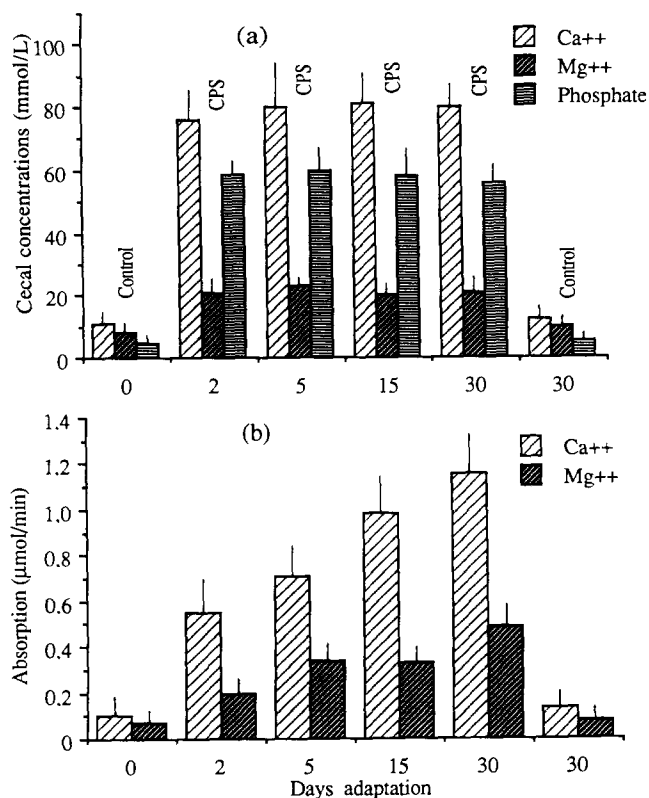 (a)
Ca++
Mg++
Phosphate
Cecal concentrations (mmol/L)
100
80
60
40
20
0
Control
CPS
CPS
CPS
CPS
Control
0 2 5 15 30 30
(b)
Ca++
Mg++
Absorption (μmol/min)
1.4
1.2
1.0
0.8
0.6
0.4
0.2
0
0 2 5 15 30 30
Days adaptation